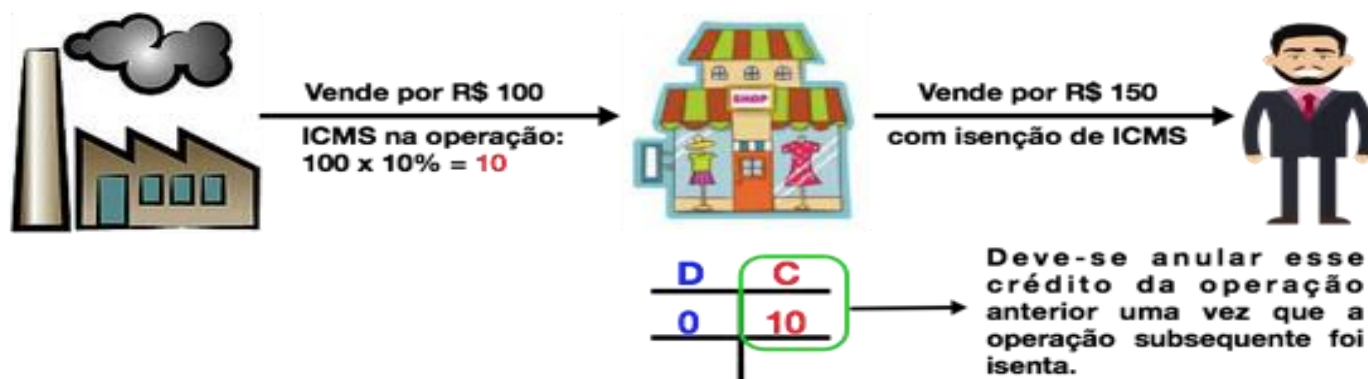 Vende por R$ 100
ICMS na operação:
100 x 10% = 10
SHOP
Vende por R$ 150
com isenção de ICMS
D C
0 10
Deve-se anular esse
crédito da operação
anterior uma vez que a
operação subsequente foi
isenta.